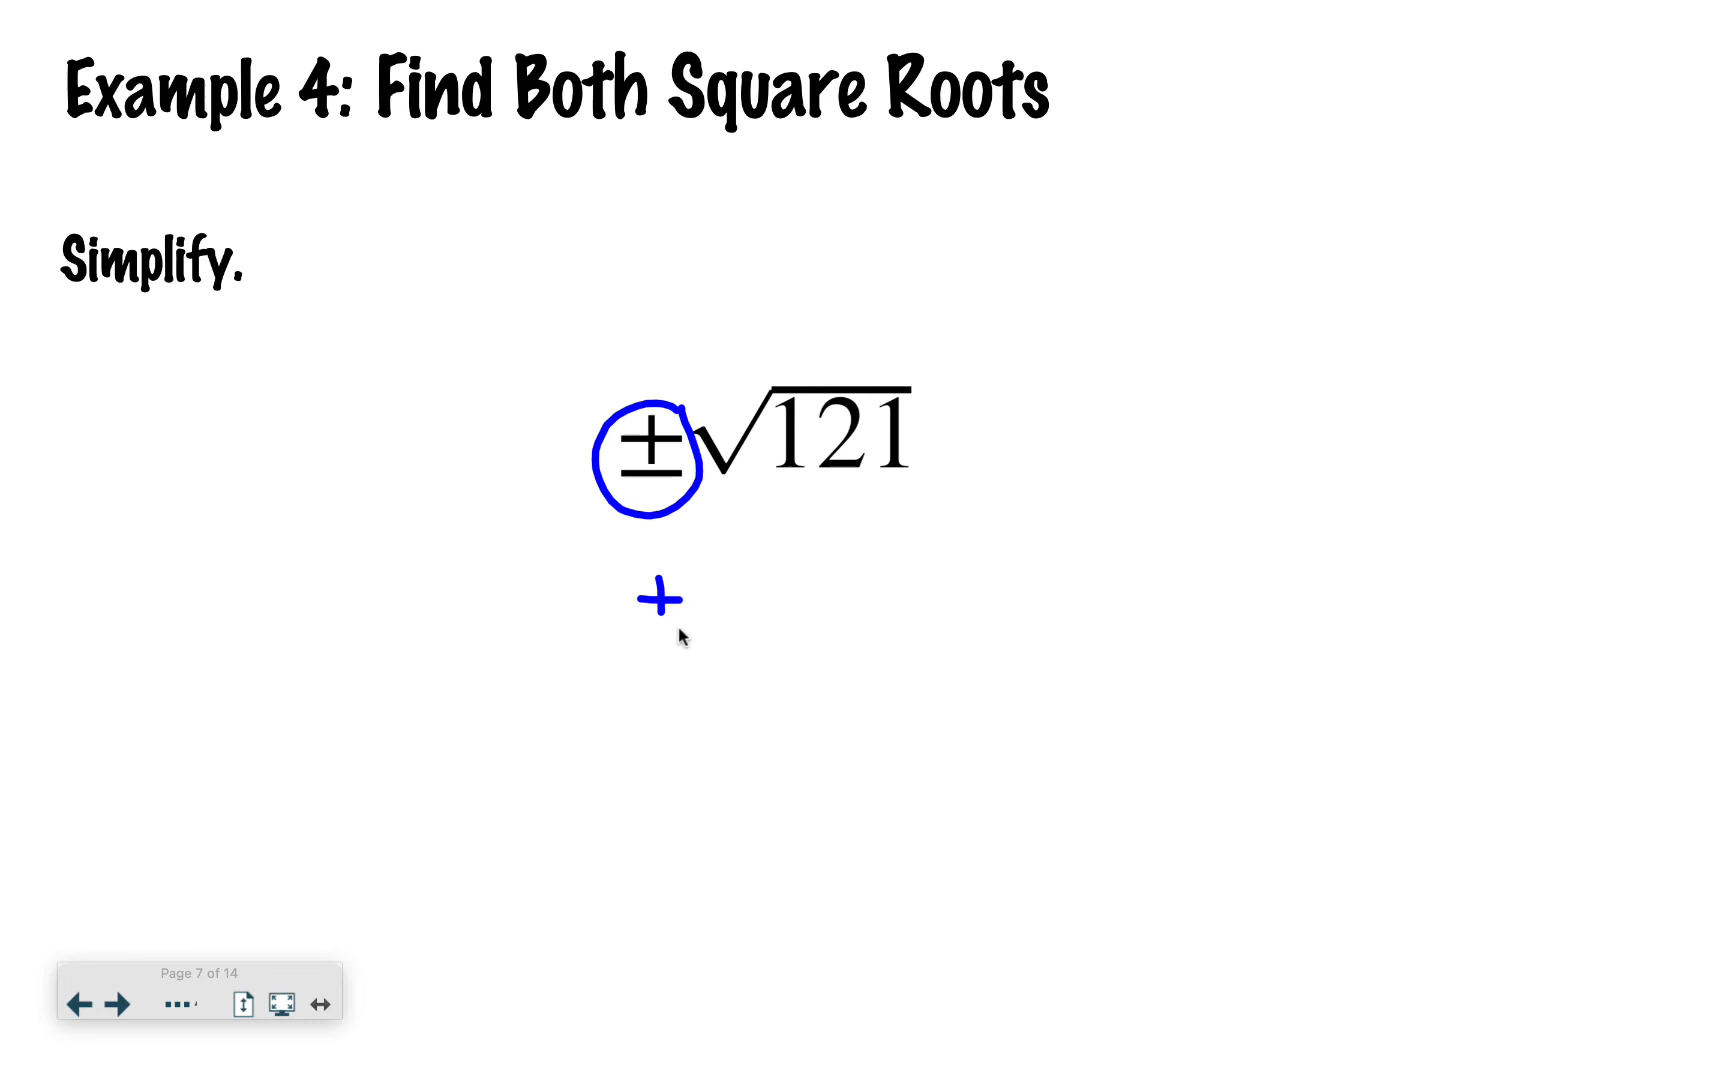 Example 4: Find Both Square Roots
Simplify.
±√121
+
Page 7 of 14